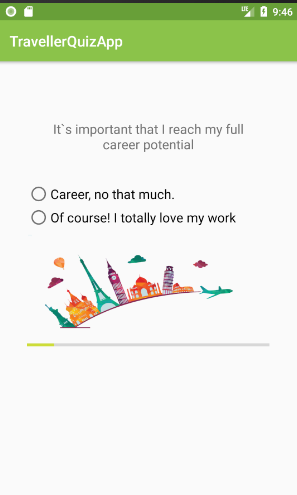 9:46
TravellerQuizApp
It`s important that I reach my full
career potential
Career, no that much.
Of course! I totally love my work